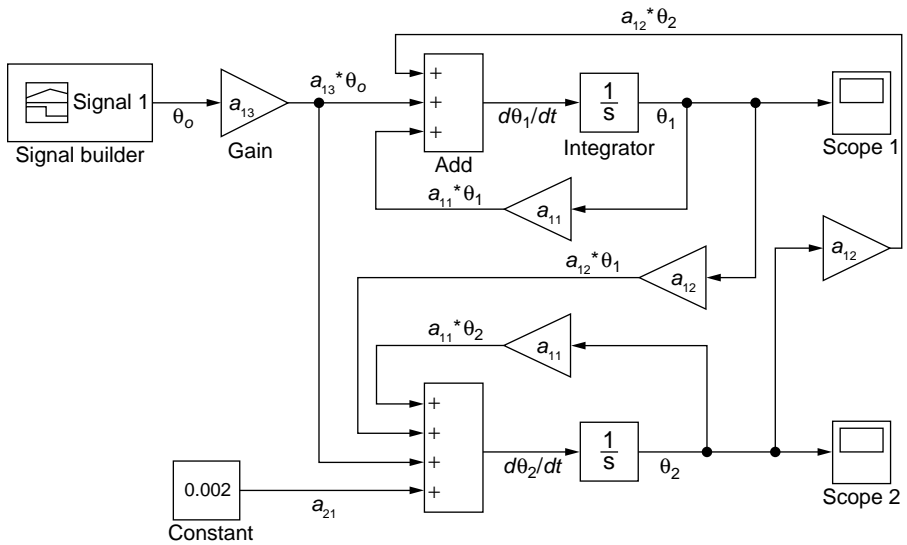 a₁₂*θ₂
Signal 1
θₒ
Signal builder
a₁₃
Gain
a₁₃*θₒ
+
+
+
Add
dθ₁/dt
1
s
Integrator
θ₁
Scope 1
a₁₁*θ₁
a₁₁
a₁₂
a₁₂*θ₁
a₁₂
a₁₁*θ₂
a₁₁
+
+
+
+
dθ₂/dt
1
s
θ₂
Scope 2
0.002
Constant
a₂₁